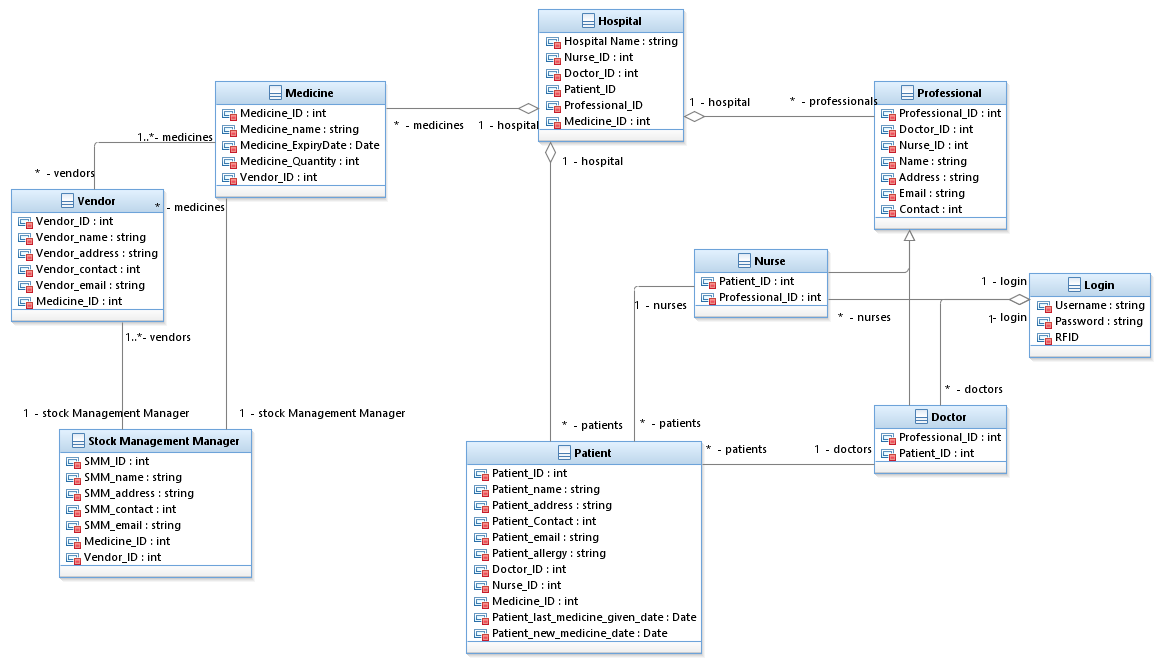 Hospital
Hospital Name : string
Nurse_ID : int
Doctor_ID : int
Patient_ID
Professional_ID
Medicine_ID : int
Medicine
Medicine_ID : int
Medicine_name : string
Medicine_ExpiryDate : Date
Medicine_Quantity : int
Vendor_ID : int
* - medicines
1 - hospital
1 - hospital
* - professionals
1 - hospital
Professional
Professional_ID : int
Doctor_ID : int
Nurse_ID : int
Name : string
Address : string
Email : string
Contact : int
1..*- medicines
* - vendors
Vendor
Vendor_ID : int
Vendor_name : string
Vendor_address : string
Vendor_contact : int
Vendor_email : string
Medicine_ID : int
* - medicines
1..*- vendors
1 - stock Management Manager
1 - stock Management Manager
Nurse
Patient_ID : int
Professional_ID : int
1 - nurses
* - nurses
1 - login
1- login
Login
Username : string
Password : string
RFID
* - doctors
Doctor
Professional_ID : int
Patient_ID : int
* - patients
* - patients
* - patients
1 - doctors
Stock Management Manager
SMM_ID : int
SMM_name : string
SMM_address : string
SMM_contact : int
SMM_email : string
Medicine_ID : int
Vendor_ID : int
Patient
Patient_ID : int
Patient_name : string
Patient_address : string
Patient_Contact : int
Patient_email : string
Patient_allergy : string
Doctor_ID : int
Nurse_ID : int
Medicine_ID : int
Patient_last_medicine_given_date : Date
Patient_new_medicine_date : Date